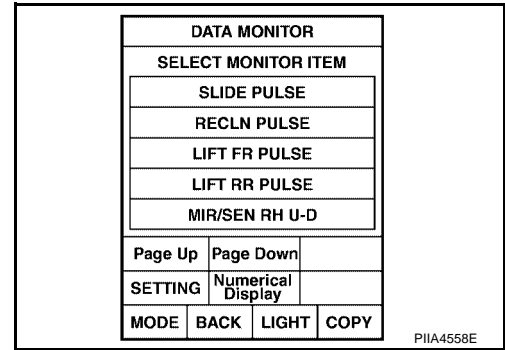 DATA MONITOR
SELECT MONITOR ITEM
SLIDE PULSE
RECLN PULSE
LIFT FR PULSE
LIFT RR PULSE
MIR/SEN RH U-D
Page Up Page Down
SETTING Numerical Display
MODE BACK LIGHT COPY
PIIA4558E